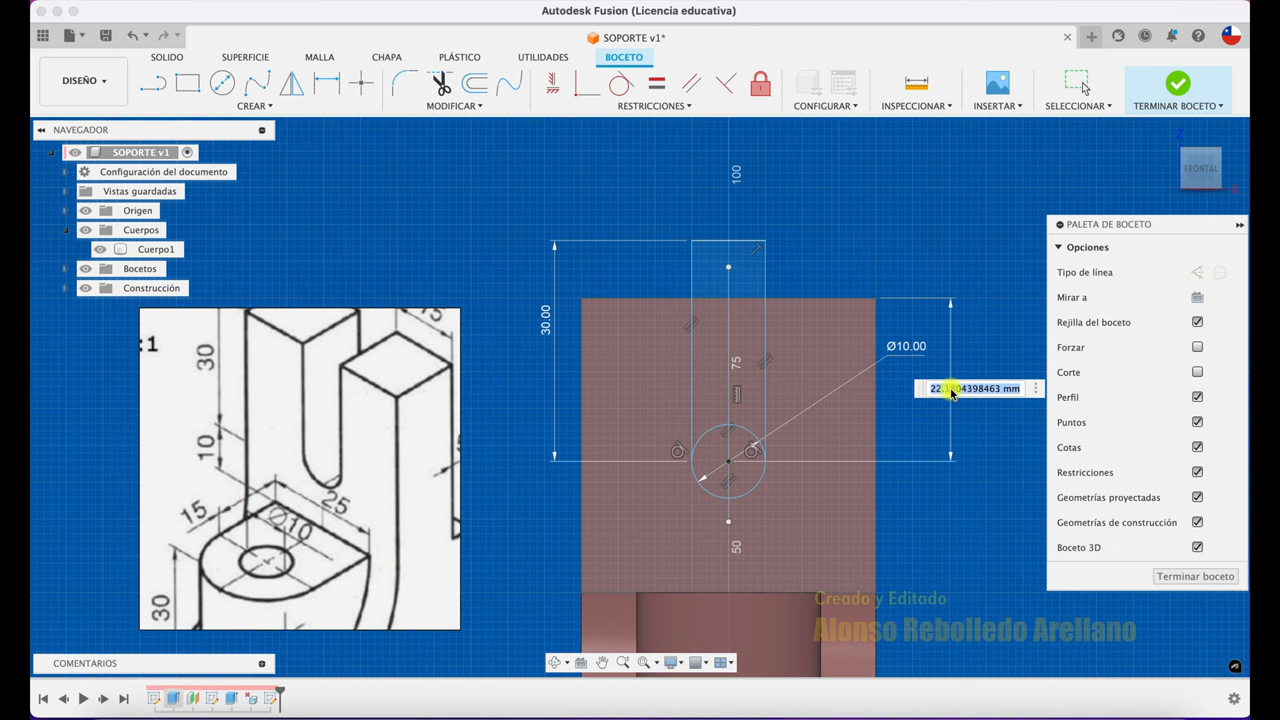 Autodesk Fusion (Licencia educativa)
SOPORTE v1*
DISEÑO
SÓLIDO
SUPERFICIE
MALLA
CHAPA
PLÁSTICO
UTILIDADES
BOCETO
CREAR
MODIFICAR
RESTRICCIONES
CONFIGURAR
INSPECCIONAR
INSERTAR
SELECCIONAR
TERMINAR BOCETO
NAVEGADOR
SOPORTE v1
Configuración del documento
Vistas guardadas
Origen
Cuerpos
Cuerpo1
Bocetos
Construcción
:1
30
10
15
25
Ø10
30
15
100
30.00
75
Ø10.00
50
Z
FRONTAL
PALETA DE BOCETO
Opciones
Tipo de línea
Mirar a
Rejilla del boceto
Forzar
Corte
Perfil
Puntos
Cotas
Restricciones
Geometrías proyectadas
Geometrías de construcción
Boceto 3D
Terminar boceto
Creado y Editado
Alonso Rebolledo Arellano
COMENTARIOS